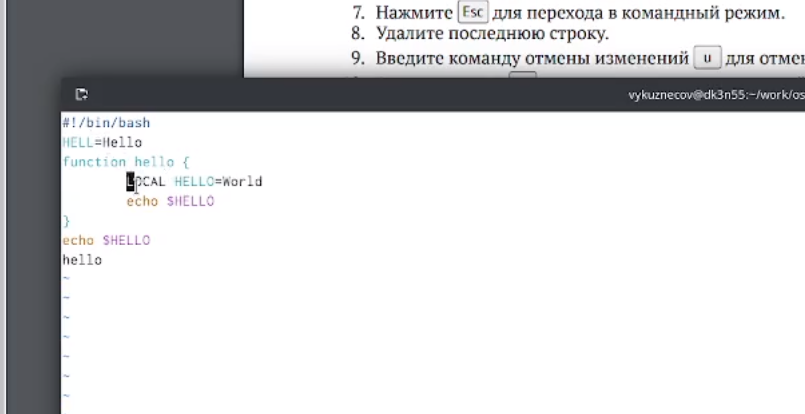 7. Нажмите Esc для перехода в командный режим.
8. Удалите последнюю строку.
9. Введите команду отмены изменений u для
vykuznecov@dk3n55:~/work/os
#!/bin/bash
HELL=Hello
function hello {
LOCAL HELLO=World
echo $HELLO
}
echo $HELLO
hello
~
~
~
~
~
~
~